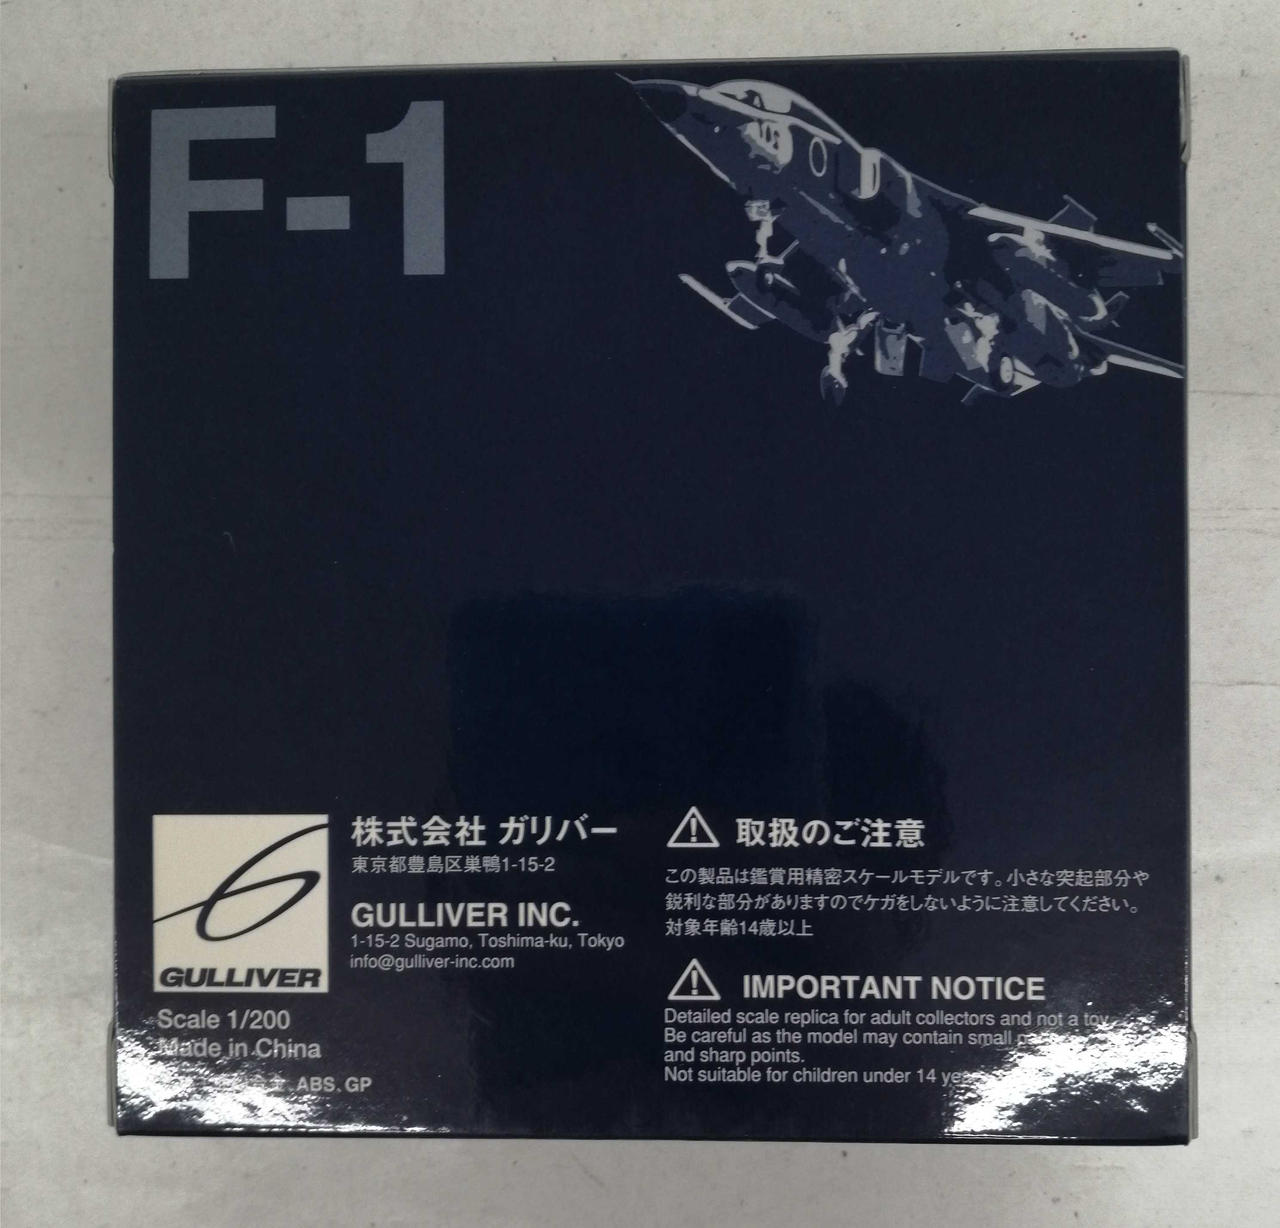 F-1
株式会社 ガリバー
東京都豊島区巣鴨1-15-2
GULLIVER INC.
1-15-2 Sugamo, Toshima-ku, Tokyo
info@gulliver-inc.com
GULLIVER
Scale 1/200
Made in China
ABS、GP
取扱のご注意
この製品は鑑賞用精密スケールモデルです。小さな突起部分や
鋭利な部分がありますのでケガをしないように注意してください。
対象年齢14歳以上
IMPORTANT NOTICE
Detailed scale replica for adult collectors and not a toy.
Be careful as the model may contain small
and sharp points.
Not suitable for children under 14